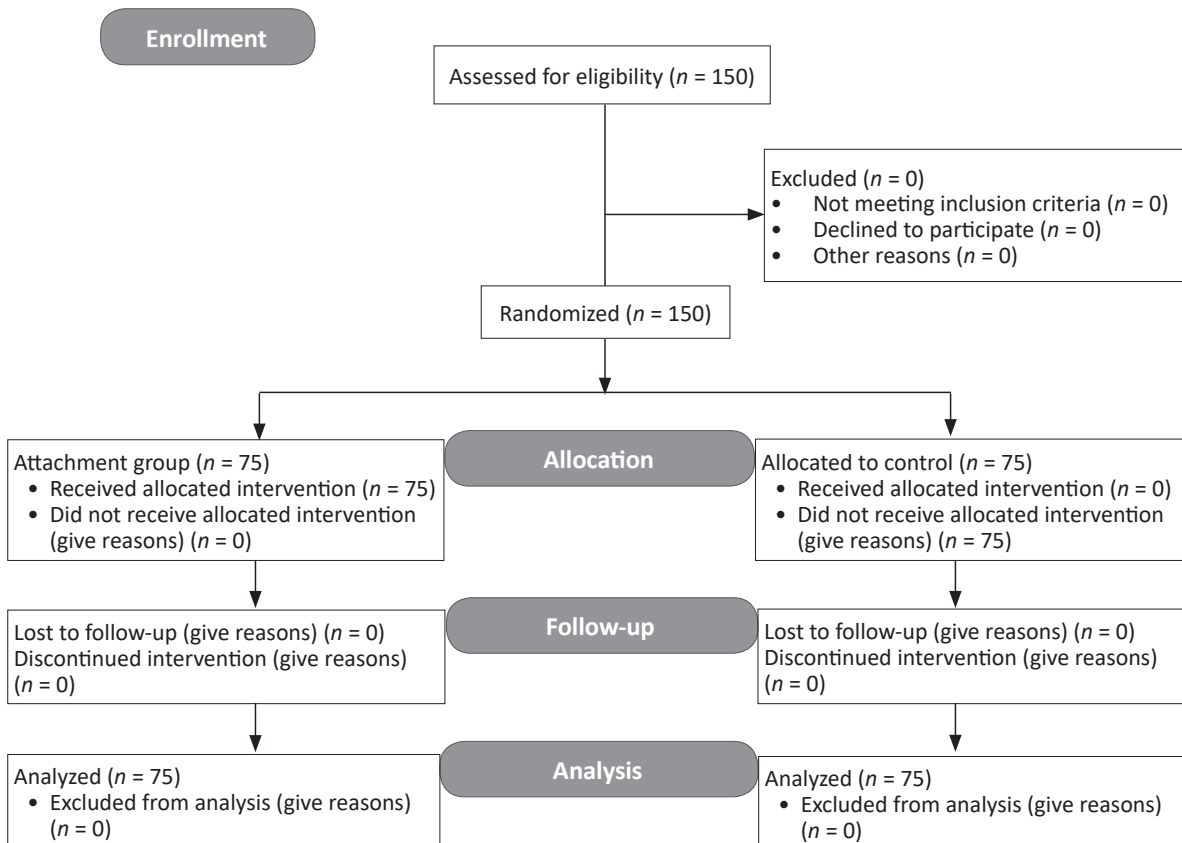 Enrollment
Assessed for eligibility (n = 150)
Excluded (n = 0)
• Not meeting inclusion criteria (n = 0)
• Declined to participate (n = 0)
• Other reasons (n = 0)
Randomized (n = 150)
Allocation
Attachment group (n = 75)
• Received allocated intervention (n = 75)
• Did not receive allocated intervention
(give reasons) (n = 0)
Allocated to control (n = 75)
• Received allocated intervention (n = 0)
• Did not receive allocated intervention
(give reasons) (n = 75)
Follow-up
Lost to follow-up (give reasons) (n = 0)
Discontinued intervention (give reasons)
(n = 0)
Lost to follow-up (give reasons) (n = 0)
Discontinued intervention (give reasons)
(n = 0)
Analysis
Analyzed (n = 75)
• Excluded from analysis (give reasons)
(n = 0)
Analyzed (n = 75)
• Excluded from analysis (give reasons)
(n = 0)